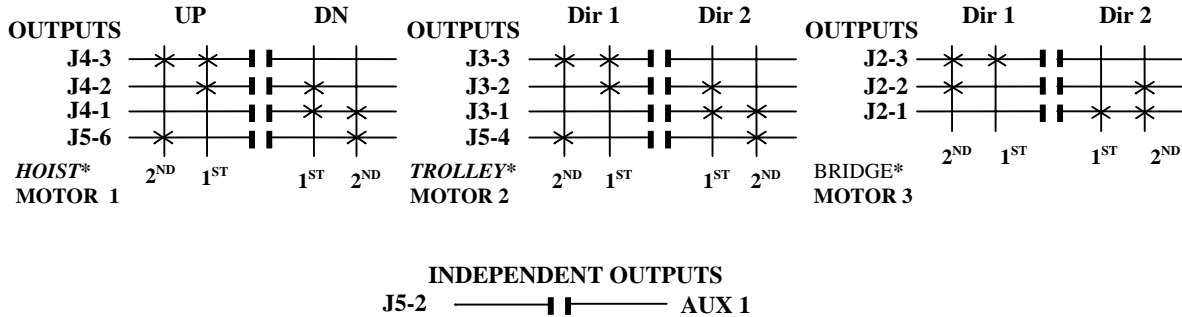 UP DN
OUTPUTS
J4-3
J4-2
J4-1
J5-6
2ND 1ST 1ST 2ND
HOIST*
MOTOR 1
Dir 1 Dir 2
OUTPUTS
J3-3
J3-2
J3-1
J5-4
2ND 1ST 1ST 2ND
TROLLEY*
MOTOR 2
Dir 1 Dir 2
OUTPUTS
J2-3
J2-2
J2-1
2ND 1ST 1ST 2ND
BRIDGE*
MOTOR 3
INDEPENDENT OUTPUTS
J5-2 AUX 1